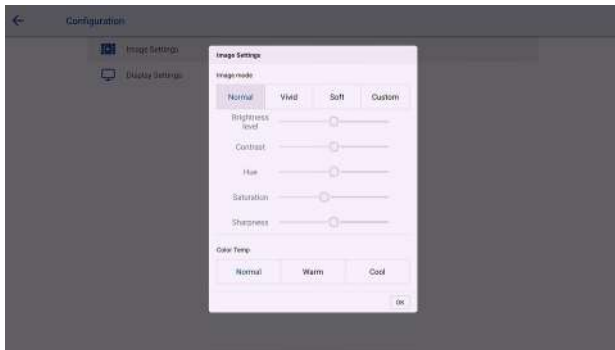 Configuration
Image Settings
Display Settings
Image Settings
Image mode
Normal Vivid Soft Custom
Brightness
level
Contrast
Hue
Saturation
Sharpness
Color Temp
Normal Warm Cool
OK